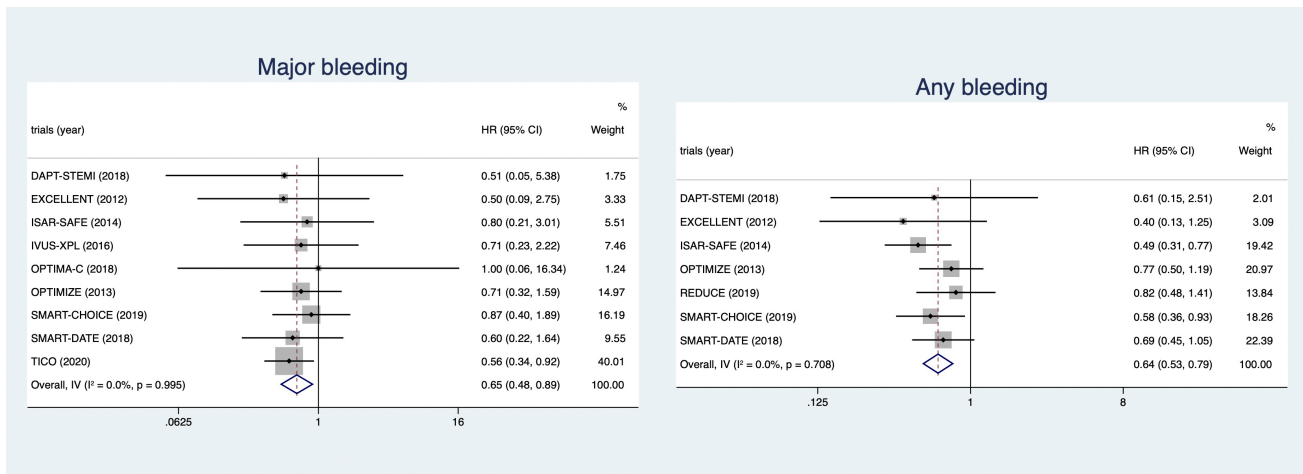 Major bleeding
%
trials (year) HR (95% CI) Weight
DAPT-STEMI (2018) 0.51 (0.05, 5.38) 1.75
EXCELLENT (2012) 0.50 (0.09, 2.75) 3.33
ISAR-SAFE (2014) 0.80 (0.21, 3.01) 5.51
IVUS-XPL (2016) 0.71 (0.23, 2.22) 7.46
OPTIMA-C (2018) 1.00 (0.06, 16.34) 1.24
OPTIMIZE (2013) 0.71 (0.32, 1.59) 14.97
SMART-CHOICE (2019) 0.87 (0.40, 1.89) 16.19
SMART-DATE (2018) 0.60 (0.22, 1.64) 9.55
TICO (2020) 0.56 (0.34, 0.92) 40.01
Overall, IV (I² = 0.0%, p = 0.995) 0.65 (0.48, 0.89) 100.00
.0625 1 16
Any bleeding
%
trials (year) HR (95% CI) Weight
DAPT-STEMI (2018) 0.61 (0.15, 2.51) 2.01
EXCELLENT (2012) 0.40 (0.13, 1.25) 3.09
ISAR-SAFE (2014) 0.49 (0.31, 0.77) 19.42
OPTIMIZE (2013) 0.77 (0.50, 1.19) 20.97
REDUCE (2019) 0.82 (0.48, 1.41) 13.84
SMART-CHOICE (2019) 0.58 (0.36, 0.93) 18.26
SMART-DATE (2018) 0.69 (0.45, 1.05) 22.39
Overall, IV (I² = 0.0%, p = 0.708) 0.64 (0.53, 0.79) 100.00
.125 1 8